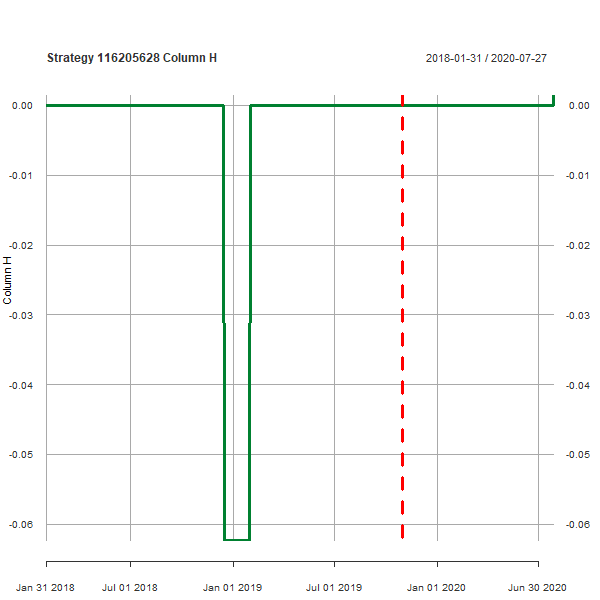 Strategy 116205628 Column H
2018-01-31 / 2020-07-27
Column H
0.00
-0.01
-0.02
-0.03
-0.04
-0.05
-0.06
0.00
-0.01
-0.02
-0.03
-0.04
-0.05
-0.06
Jan 31 2018
Jul 01 2018
Jan 01 2019
Jul 01 2019
Jan 01 2020
Jun 30 2020